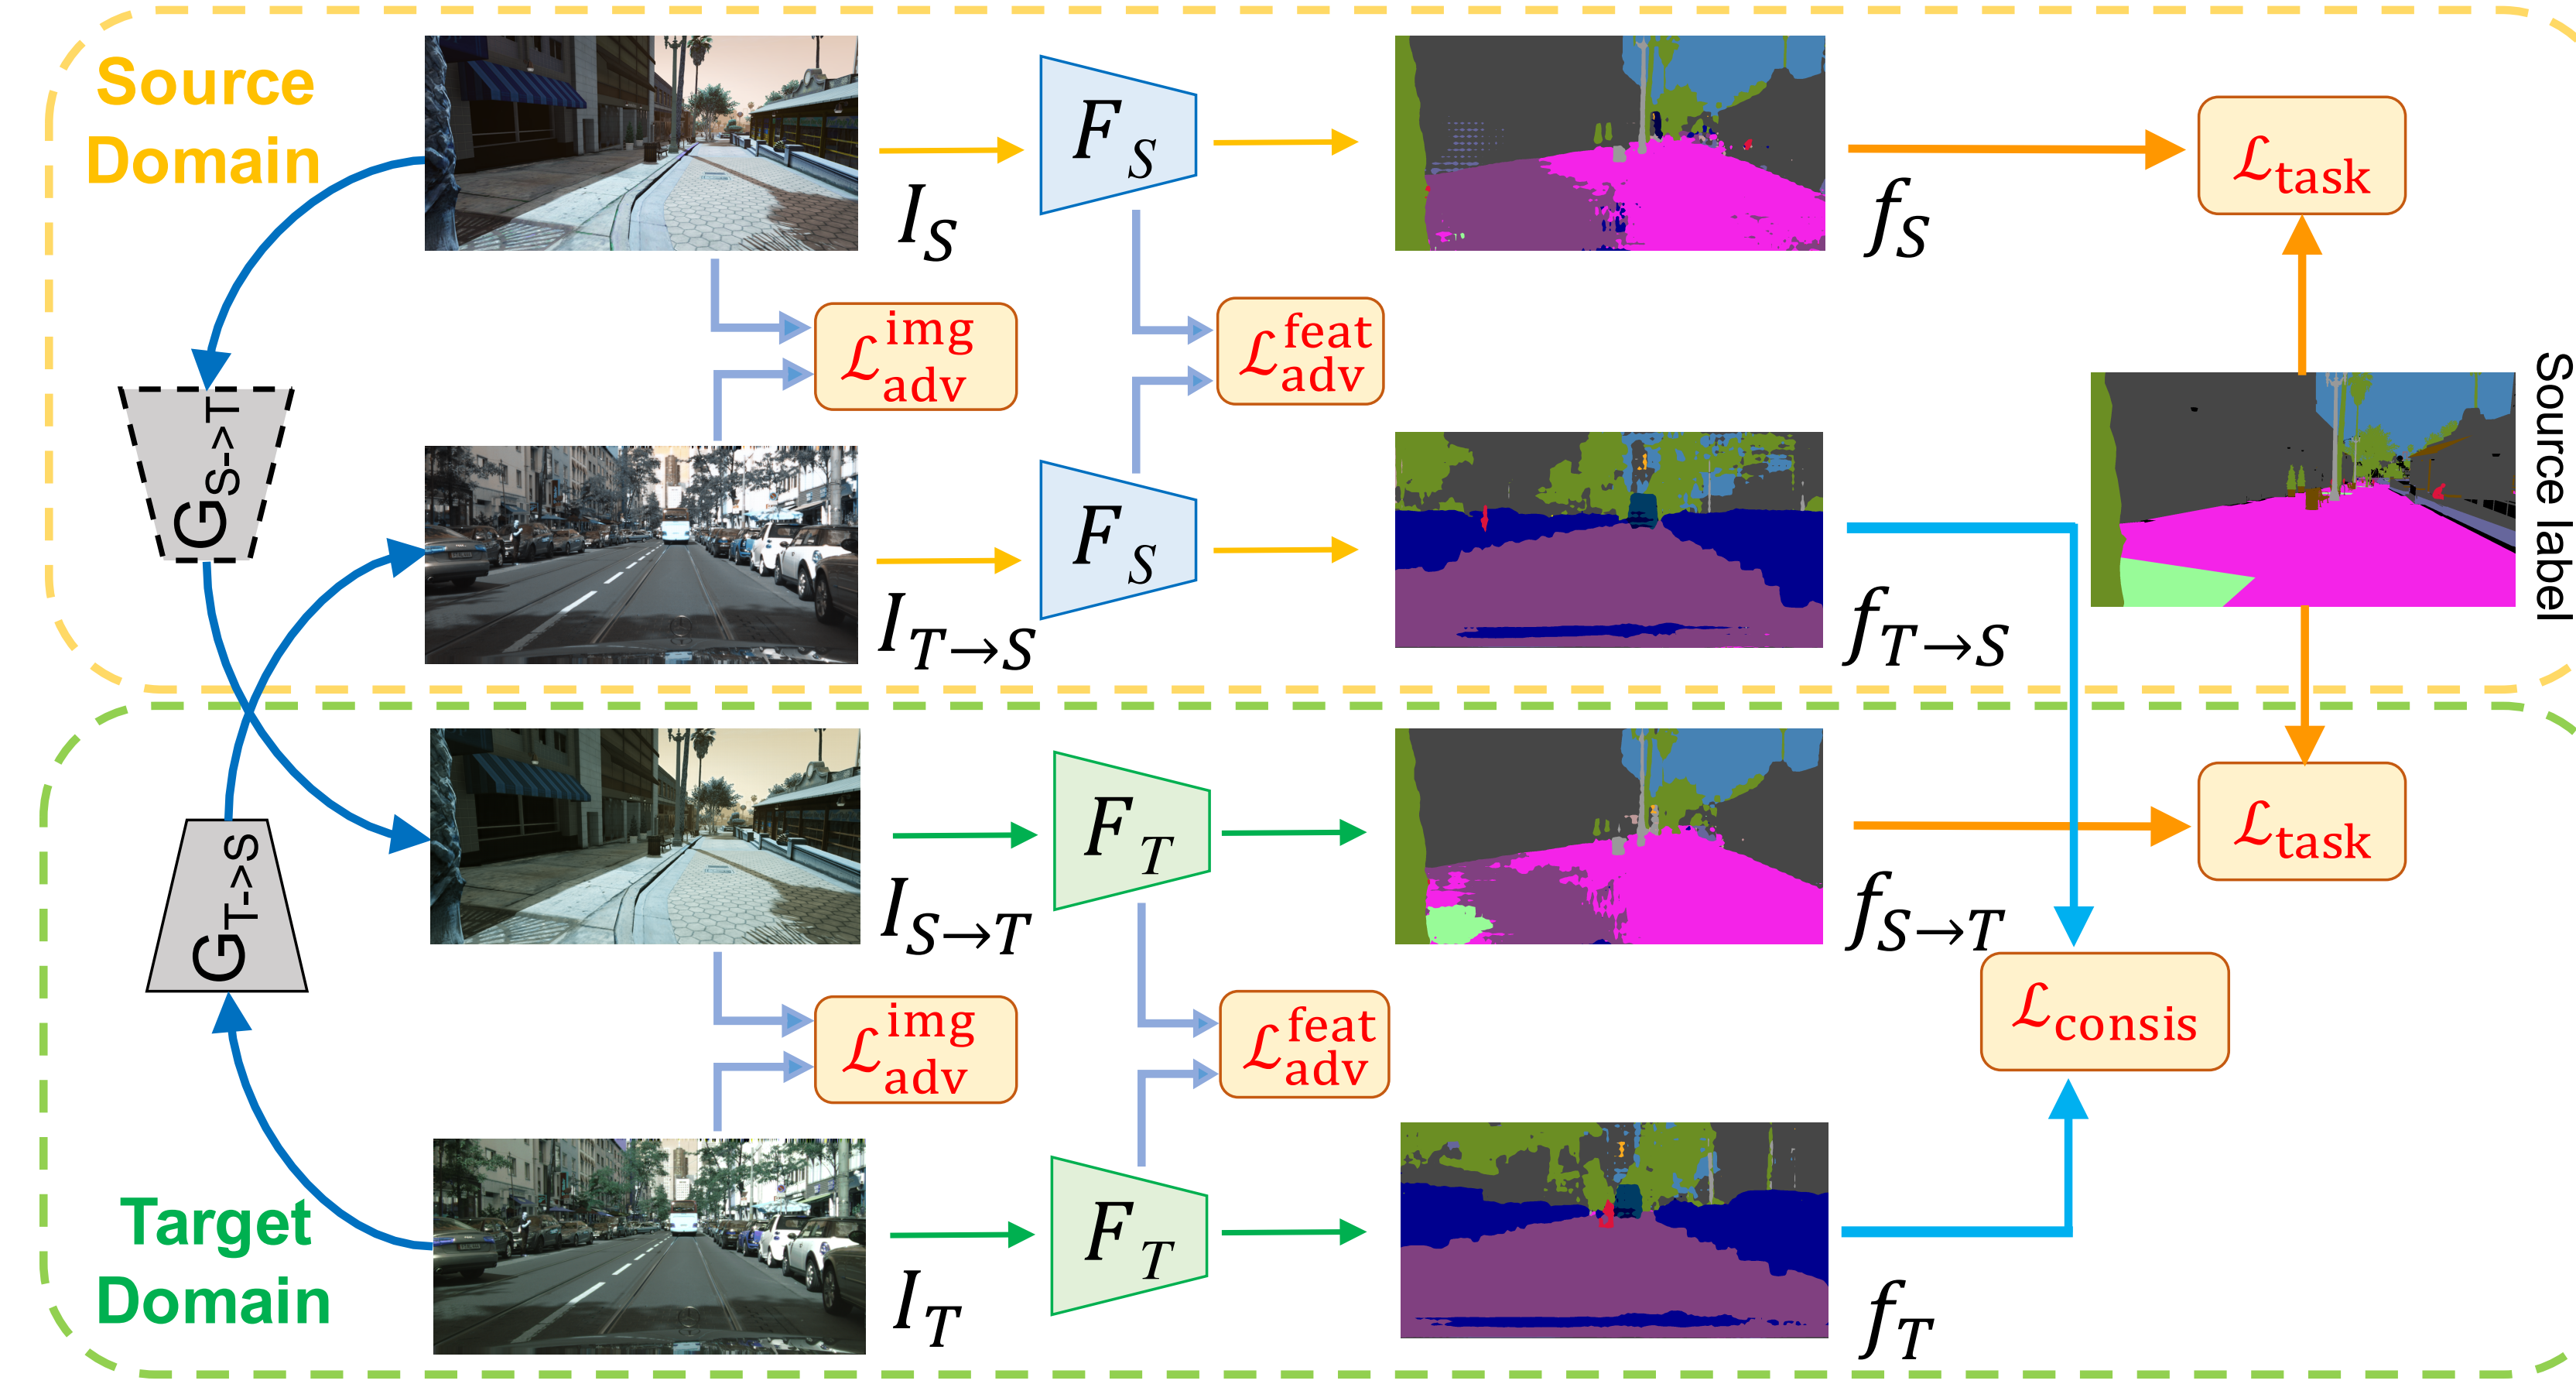 Source
Domain
I_S
F_S
f_S
ℒ_task
ℒ_adv^img
ℒ_adv^feat
G_S->T
Source label
I_T→S
F_S
f_T→S
I_S→T
F_T
f_S→T
ℒ_task
G_T->S
ℒ_adv^img
ℒ_adv^feat
ℒ_consis
Target
Domain
I_T
F_T
f_T